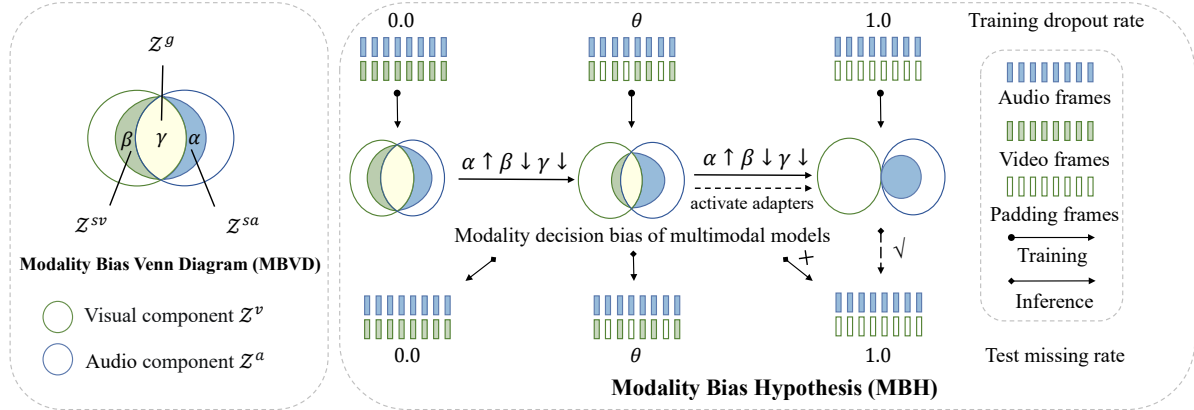 𝒵^g
β γ α
𝒵^sv 𝒵^sa
Modality Bias Venn Diagram (MBVD)
Visual component 𝒵^v
Audio component 𝒵^a
0.0 θ 1.0 Training dropout rate
α ↑ β ↓ γ ↓ α ↑ β ↓ γ ↓
activate adapters
Modality decision bias of multimodal models
× √
0.0 θ 1.0 Test missing rate
Modality Bias Hypothesis (MBH)
Audio frames
Video frames
Padding frames
Training
Inference